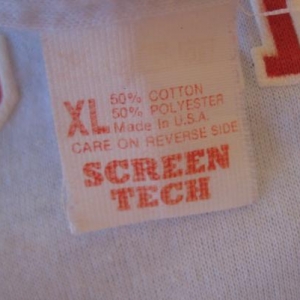 XL 50% COTTON
50% POLYESTER
Made In U.S.A.
CARE ON REVERSE SIDE
SCREEN
TECH